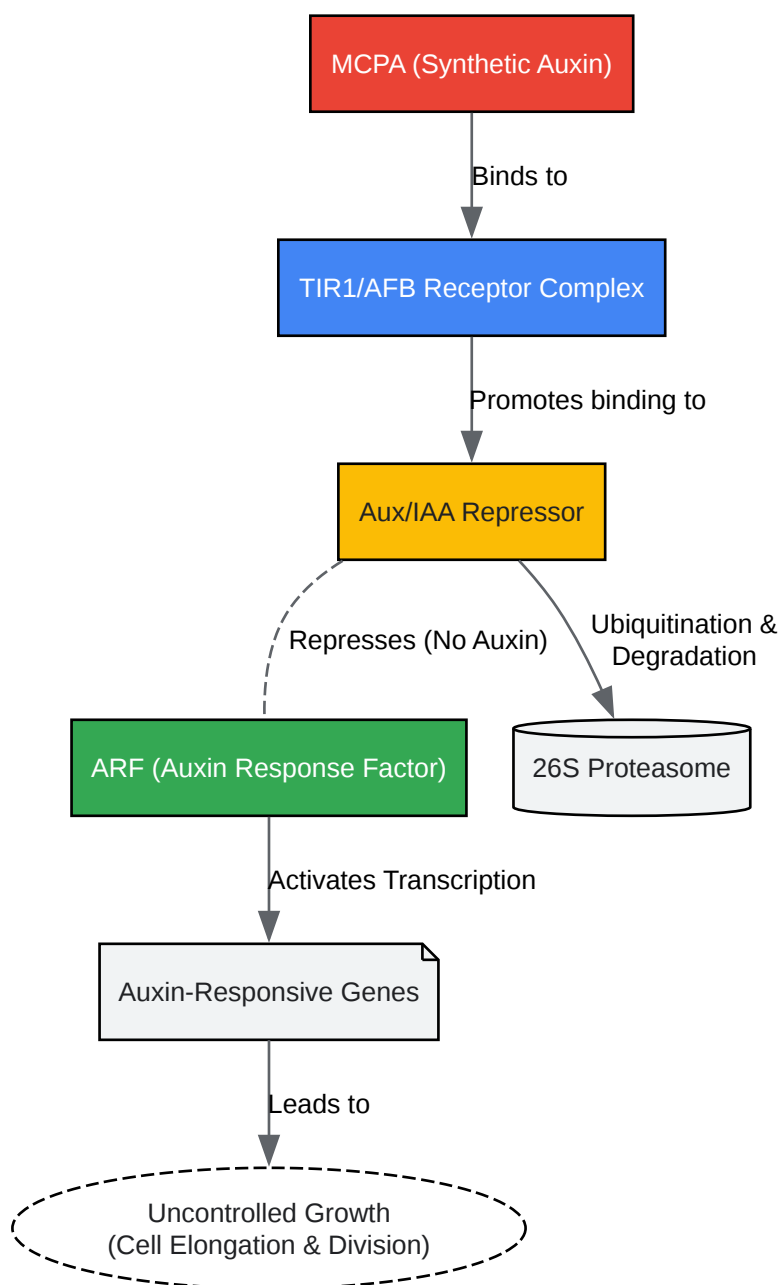 MCPA (Synthetic Auxin)
Binds to
TIR1/AFB Receptor Complex
Promotes binding to
Aux/IAA Repressor
Represses (No Auxin)
Ubiquitination &
Degradation
ARF (Auxin Response Factor)
26S Proteasome
Activates Transcription
Auxin-Responsive Genes
Leads to
Uncontrolled Growth
(Cell Elongation & Division)